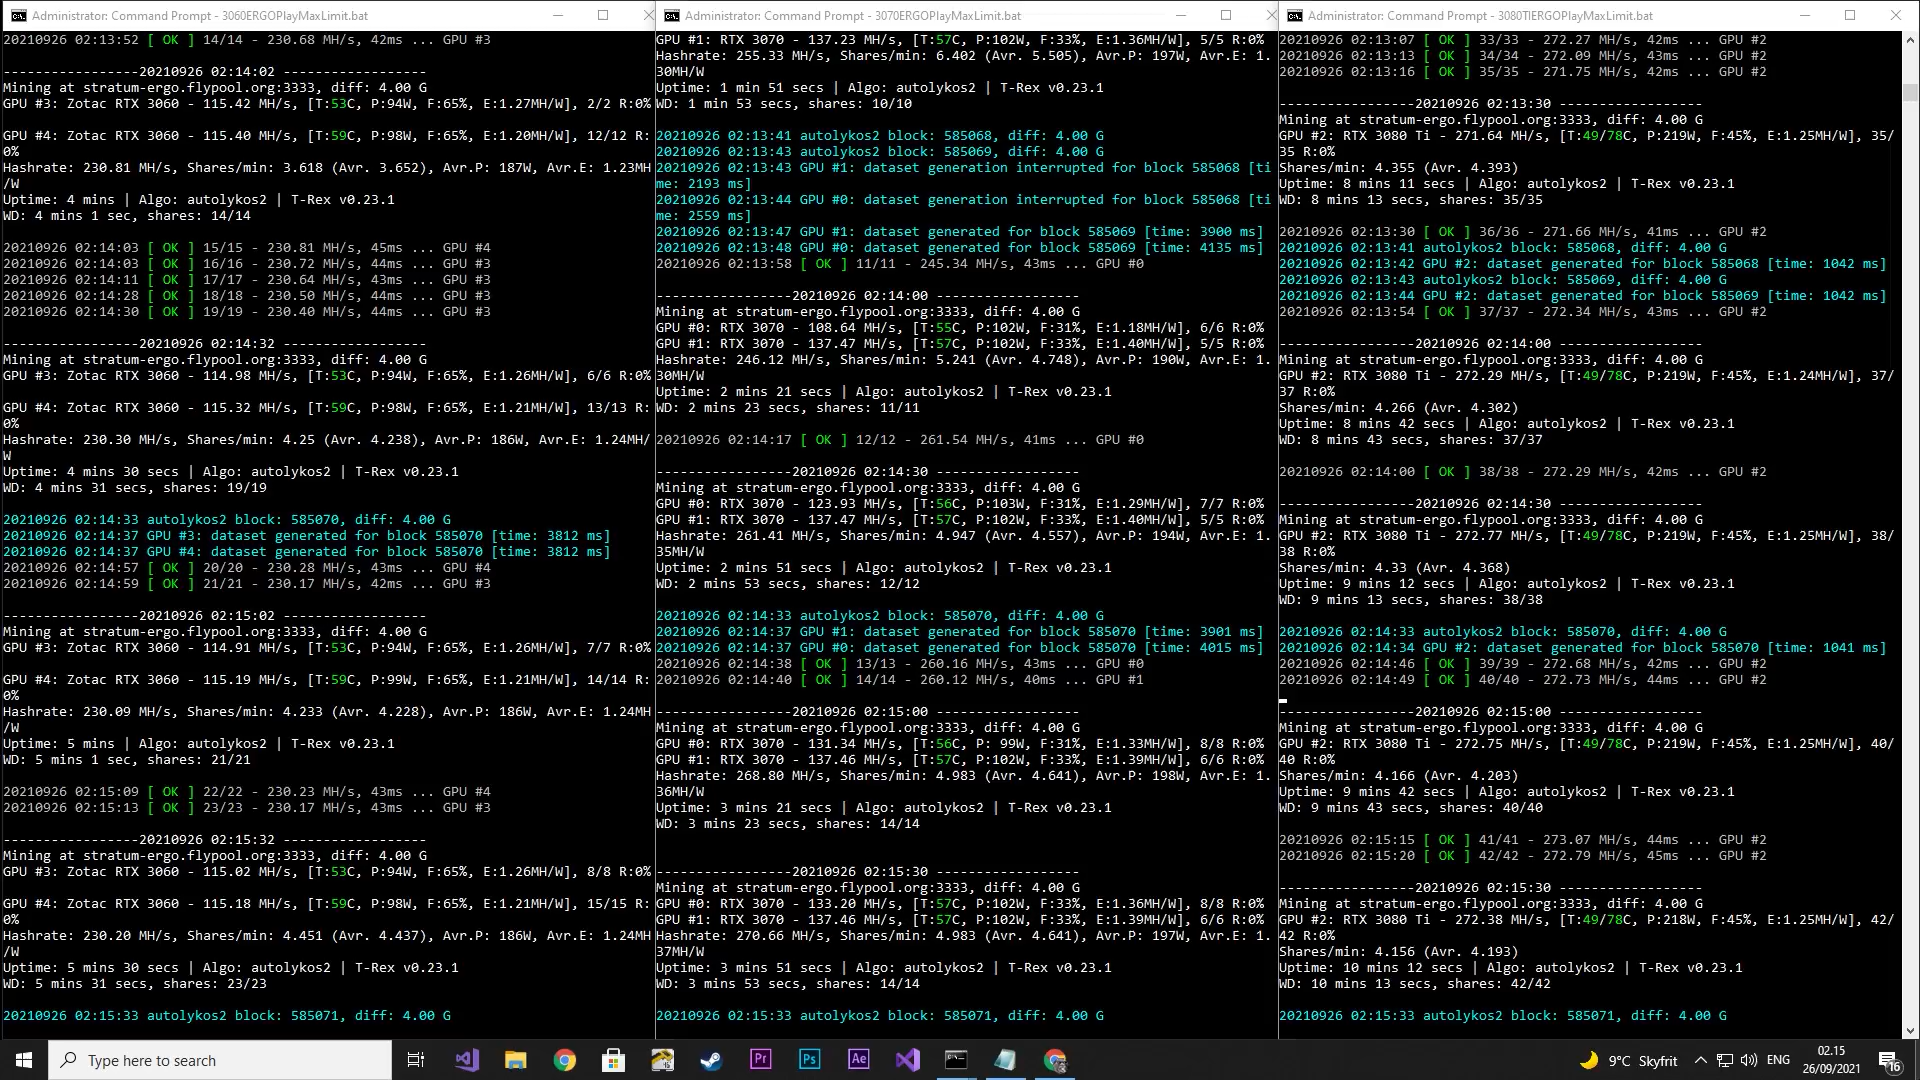 Administrator: Command Prompt - 3060ERGOPlayMaxLimit.bat
20210926 02:13:52 [ OK ] 14/14 - 230.68 MH/s, 42ms ... GPU #3
-----------------20210926 02:14:02 ------------------
Mining at stratum-ergo.flypool.org:3333, diff: 4.00 G
GPU #3: Zotac RTX 3060 - 115.42 MH/s, [T:53C, P:94W, F:65%, E:1.27MH/W], 2/2 R:0%
GPU #4: Zotac RTX 3060 - 115.40 MH/s, [T:59C, P:98W, F:65%, E:1.20MH/W], 12/12 R:
0%
Hashrate: 230.81 MH/s, Shares/min: 3.618 (Avr. 3.652), Avr.P: 187W, Avr.E: 1.23MH
/W
Uptime: 4 mins | Algo: autolykos2 | T-Rex v0.23.1
WD: 4 mins 1 sec, shares: 14/14
20210926 02:14:03 [ OK ] 15/15 - 230.81 MH/s, 45ms ... GPU #4
20210926 02:14:03 [ OK ] 16/16 - 230.72 MH/s, 44ms ... GPU #3
20210926 02:14:11 [ OK ] 17/17 - 230.64 MH/s, 43ms ... GPU #3
20210926 02:14:28 [ OK ] 18/18 - 230.50 MH/s, 44ms ... GPU #3
20210926 02:14:30 [ OK ] 19/19 - 230.40 MH/s, 44ms ... GPU #3
-----------------20210926 02:14:32 ------------------
Mining at stratum-ergo.flypool.org:3333, diff: 4.00 G
GPU #3: Zotac RTX 3060 - 114.98 MH/s, [T:53C, P:94W, F:65%, E:1.26MH/W], 6/6 R:0%
GPU #4: Zotac RTX 3060 - 115.32 MH/s, [T:59C, P:98W, F:65%, E:1.21MH/W], 13/13 R:
0%
Hashrate: 230.30 MH/s, Shares/min: 4.25 (Avr. 4.238), Avr.P: 186W, Avr.E: 1.24MH/
W
Uptime: 4 mins 30 secs | Algo: autolykos2 | T-Rex v0.23.1
WD: 4 mins 31 secs, shares: 19/19
20210926 02:14:33 autolykos2 block: 585070, diff: 4.00 G
20210926 02:14:37 GPU #3: dataset generated for block 585070 [time: 3812 ms]
20210926 02:14:37 GPU #4: dataset generated for block 585070 [time: 3812 ms]
20210926 02:14:57 [ OK ] 20/20 - 230.28 MH/s, 43ms ... GPU #4
20210926 02:14:59 [ OK ] 21/21 - 230.17 MH/s, 42ms ... GPU #3
-----------------20210926 02:15:02 ------------------
Mining at stratum-ergo.flypool.org:3333, diff: 4.00 G
GPU #3: Zotac RTX 3060 - 114.91 MH/s, [T:53C, P:94W, F:65%, E:1.26MH/W], 7/7 R:0%
GPU #4: Zotac RTX 3060 - 115.19 MH/s, [T:59C, P:99W, F:65%, E:1.21MH/W], 14/14 R:
0%
Hashrate: 230.09 MH/s, Shares/min: 4.233 (Avr. 4.228), Avr.P: 186W, Avr.E: 1.24MH
/W
Uptime: 5 mins | Algo: autolykos2 | T-Rex v0.23.1
WD: 5 mins 1 sec, shares: 21/21
20210926 02:15:09 [ OK ] 22/22 - 230.23 MH/s, 43ms ... GPU #4
20210926 02:15:13 [ OK ] 23/23 - 230.17 MH/s, 43ms ... GPU #3
-----------------20210926 02:15:32 ------------------
Mining at stratum-ergo.flypool.org:3333, diff: 4.00 G
GPU #3: Zotac RTX 3060 - 115.02 MH/s, [T:53C, P:94W, F:65%, E:1.26MH/W], 8/8 R:0%
GPU #4: Zotac RTX 3060 - 115.18 MH/s, [T:59C, P:98W, F:65%, E:1.21MH/W], 15/15 R:
0%
Hashrate: 230.20 MH/s, Shares/min: 4.451 (Avr. 4.437), Avr.P: 186W, Avr.E: 1.24MH
/W
Uptime: 5 mins 30 secs | Algo: autolykos2 | T-Rex v0.23.1
WD: 5 mins 31 secs, shares: 23/23
20210926 02:15:33 autolykos2 block: 585071, diff: 4.00 G
Administrator: Command Prompt - 3070ERGOPlayMaxLimit.bat
GPU #1: RTX 3070 - 137.23 MH/s, [T:57C, P:102W, F:33%, E:1.36MH/W], 5/5 R:0%
Hashrate: 255.33 MH/s, Shares/min: 6.402 (Avr. 5.505), Avr.P: 197W, Avr.E: 1.
30MH/W
Uptime: 1 min 51 secs | Algo: autolykos2 | T-Rex v0.23.1
WD: 1 min 53 secs, shares: 10/10
20210926 02:13:41 autolykos2 block: 585068, diff: 4.00 G
20210926 02:13:43 autolykos2 block: 585069, diff: 4.00 G
20210926 02:13:43 GPU #1: dataset generation interrupted for block 585068 [ti
me: 2193 ms]
20210926 02:13:44 GPU #0: dataset generation interrupted for block 585068 [ti
me: 2559 ms]
20210926 02:13:47 GPU #1: dataset generated for block 585069 [time: 3900 ms]
20210926 02:13:48 GPU #0: dataset generated for block 585069 [time: 4135 ms]
20210926 02:13:58 [ OK ] 11/11 - 245.34 MH/s, 43ms ... GPU #0
-----------------20210926 02:14:00 ------------------
Mining at stratum-ergo.flypool.org:3333, diff: 4.00 G
GPU #0: RTX 3070 - 108.64 MH/s, [T:55C, P:102W, F:31%, E:1.18MH/W], 6/6 R:0%
GPU #1: RTX 3070 - 137.47 MH/s, [T:57C, P:102W, F:33%, E:1.40MH/W], 5/5 R:0%
Hashrate: 246.12 MH/s, Shares/min: 5.241 (Avr. 4.748), Avr.P: 190W, Avr.E: 1.
30MH/W
Uptime: 2 mins 21 secs | Algo: autolykos2 | T-Rex v0.23.1
WD: 2 mins 23 secs, shares: 11/11
20210926 02:14:17 [ OK ] 12/12 - 261.54 MH/s, 41ms ... GPU #0
-----------------20210926 02:14:30 ------------------
Mining at stratum-ergo.flypool.org:3333, diff: 4.00 G
GPU #0: RTX 3070 - 123.93 MH/s, [T:56C, P:103W, F:31%, E:1.29MH/W], 7/7 R:0%
GPU #1: RTX 3070 - 137.47 MH/s, [T:57C, P:102W, F:33%, E:1.40MH/W], 5/5 R:0%
Hashrate: 261.41 MH/s, Shares/min: 4.947 (Avr. 4.557), Avr.P: 194W, Avr.E: 1.
35MH/W
Uptime: 2 mins 51 secs | Algo: autolykos2 | T-Rex v0.23.1
WD: 2 mins 53 secs, shares: 12/12
20210926 02:14:33 autolykos2 block: 585070, diff: 4.00 G
20210926 02:14:37 GPU #1: dataset generated for block 585070 [time: 3901 ms]
20210926 02:14:37 GPU #0: dataset generated for block 585070 [time: 4015 ms]
20210926 02:14:38 [ OK ] 13/13 - 260.16 MH/s, 43ms ... GPU #0
20210926 02:14:40 [ OK ] 14/14 - 260.12 MH/s, 40ms ... GPU #1
-----------------20210926 02:15:00 ------------------
Mining at stratum-ergo.flypool.org:3333, diff: 4.00 G
GPU #0: RTX 3070 - 131.34 MH/s, [T:56C, P: 99W, F:31%, E:1.33MH/W], 8/8 R:0%
GPU #1: RTX 3070 - 137.46 MH/s, [T:57C, P:102W, F:33%, E:1.39MH/W], 6/6 R:0%
Hashrate: 268.80 MH/s, Shares/min: 4.983 (Avr. 4.641), Avr.P: 198W, Avr.E: 1.
36MH/W
Uptime: 3 mins 21 secs | Algo: autolykos2 | T-Rex v0.23.1
WD: 3 mins 23 secs, shares: 14/14
-----------------20210926 02:15:30 ------------------
Mining at stratum-ergo.flypool.org:3333, diff: 4.00 G
GPU #0: RTX 3070 - 133.20 MH/s, [T:57C, P:102W, F:33%, E:1.36MH/W], 8/8 R:0%
GPU #1: RTX 3070 - 137.46 MH/s, [T:57C, P:102W, F:33%, E:1.39MH/W], 6/6 R:0%
Hashrate: 270.66 MH/s, Shares/min: 4.983 (Avr. 4.641), Avr.P: 197W, Avr.E: 1.
37MH/W
Uptime: 3 mins 51 secs | Algo: autolykos2 | T-Rex v0.23.1
WD: 3 mins 53 secs, shares: 14/14
20210926 02:15:33 autolykos2 block: 585071, diff: 4.00 G
Administrator: Command Prompt - 3080TIERGOPlayMaxLimit.bat
20210926 02:13:07 [ OK ] 33/33 - 272.27 MH/s, 42ms ... GPU #2
20210926 02:13:13 [ OK ] 34/34 - 272.09 MH/s, 43ms ... GPU #2
20210926 02:13:16 [ OK ] 35/35 - 271.75 MH/s, 42ms ... GPU #2
-----------------20210926 02:13:30 ------------------
Mining at stratum-ergo.flypool.org:3333, diff: 4.00 G
GPU #2: RTX 3080 Ti - 271.64 MH/s, [T:49/78C, P:219W, F:45%, E:1.25MH/W], 35/
35 R:0%
Shares/min: 4.355 (Avr. 4.393)
Uptime: 8 mins 11 secs | Algo: autolykos2 | T-Rex v0.23.1
WD: 8 mins 13 secs, shares: 35/35
20210926 02:13:30 [ OK ] 36/36 - 271.66 MH/s, 41ms ... GPU #2
20210926 02:13:41 autolykos2 block: 585068, diff: 4.00 G
20210926 02:13:42 GPU #2: dataset generated for block 585068 [time: 1042 ms]
20210926 02:13:43 autolykos2 block: 585069, diff: 4.00 G
20210926 02:13:44 GPU #2: dataset generated for block 585069 [time: 1042 ms]
20210926 02:13:54 [ OK ] 37/37 - 272.34 MH/s, 43ms ... GPU #2
-----------------20210926 02:14:00 ------------------
Mining at stratum-ergo.flypool.org:3333, diff: 4.00 G
GPU #2: RTX 3080 Ti - 272.29 MH/s, [T:49/78C, P:219W, F:45%, E:1.24MH/W], 37/
37 R:0%
Shares/min: 4.266 (Avr. 4.302)
Uptime: 8 mins 42 secs | Algo: autolykos2 | T-Rex v0.23.1
WD: 8 mins 43 secs, shares: 37/37
20210926 02:14:00 [ OK ] 38/38 - 272.29 MH/s, 42ms ... GPU #2
-----------------20210926 02:14:30 ------------------
Mining at stratum-ergo.flypool.org:3333, diff: 4.00 G
GPU #2: RTX 3080 Ti - 272.77 MH/s, [T:49/78C, P:219W, F:45%, E:1.25MH/W], 38/
38 R:0%
Shares/min: 4.33 (Avr. 4.368)
Uptime: 9 mins 12 secs | Algo: autolykos2 | T-Rex v0.23.1
WD: 9 mins 13 secs, shares: 38/38
20210926 02:14:33 autolykos2 block: 585070, diff: 4.00 G
20210926 02:14:34 GPU #2: dataset generated for block 585070 [time: 1041 ms]
20210926 02:14:46 [ OK ] 39/39 - 272.68 MH/s, 42ms ... GPU #2
20210926 02:14:49 [ OK ] 40/40 - 272.73 MH/s, 44ms ... GPU #2
-----------------20210926 02:15:00 ------------------
Mining at stratum-ergo.flypool.org:3333, diff: 4.00 G
GPU #2: RTX 3080 Ti - 272.75 MH/s, [T:49/78C, P:219W, F:45%, E:1.25MH/W], 40/
40 R:0%
Shares/min: 4.166 (Avr. 4.203)
Uptime: 9 mins 42 secs | Algo: autolykos2 | T-Rex v0.23.1
WD: 9 mins 43 secs, shares: 40/40
20210926 02:15:15 [ OK ] 41/41 - 273.07 MH/s, 44ms ... GPU #2
20210926 02:15:20 [ OK ] 42/42 - 272.79 MH/s, 45ms ... GPU #2
-----------------20210926 02:15:30 ------------------
Mining at stratum-ergo.flypool.org:3333, diff: 4.00 G
GPU #2: RTX 3080 Ti - 272.38 MH/s, [T:49/78C, P:218W, F:45%, E:1.25MH/W], 42/
42 R:0%
Shares/min: 4.156 (Avr. 4.193)
Uptime: 10 mins 12 secs | Algo: autolykos2 | T-Rex v0.23.1
WD: 10 mins 13 secs, shares: 42/42
20210926 02:15:33 autolykos2 block: 585071, diff: 4.00 G
Type here to search
Pr
Ps
Ae
9°C Skyfrit
ENG
02.15
26/09/2021
16